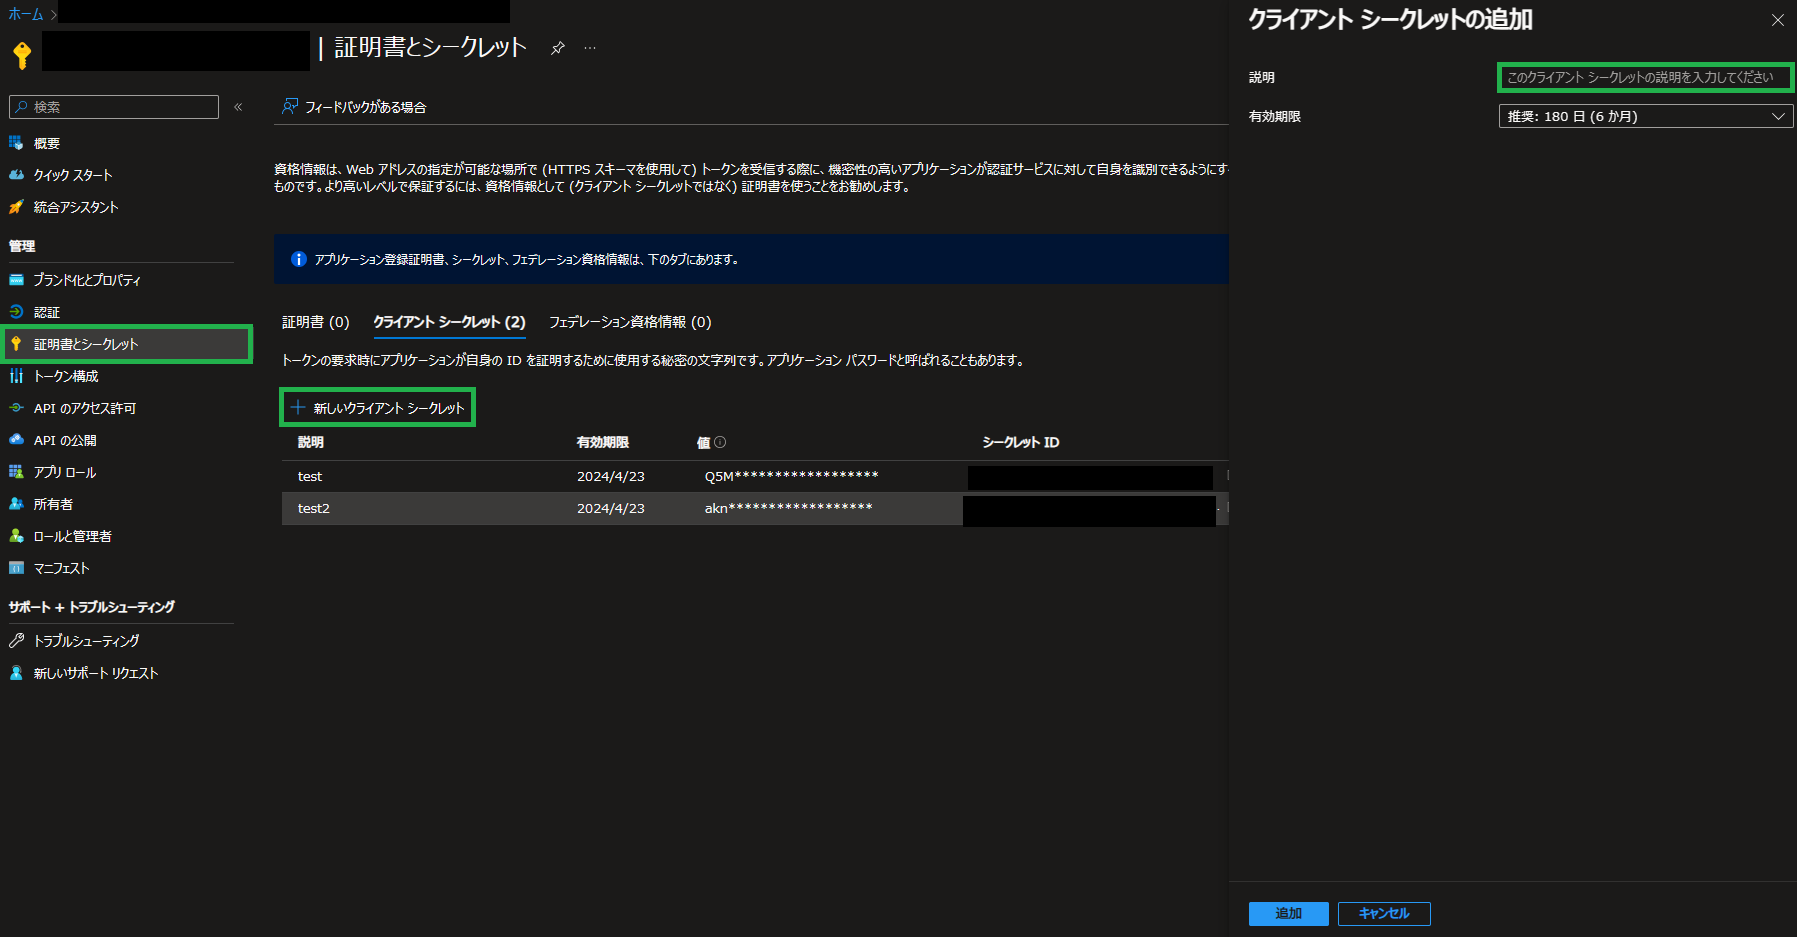 ホーム
| 証明書とシークレット
検索
概要
クイック スタート
統合アシスタント
管理
ブランド化とプロパティ
認証
証明書とシークレット
トークン構成
API のアクセス許可
API の公開
アプリ ロール
所有者
ロールと管理者
マニフェスト
サポート + トラブルシューティング
トラブルシューティング
新しいサポート リクエスト
フィードバックがある場合
資格情報は、Web アドレスの指定が可能な場所で (HTTPS スキーマを使用して) トークンを受信する際に、機密性の高いアプリケーションが認証サービスに対して自身を識別できるようにす
ものです。より高いレベルで保証するには、資格情報として (クライアント シークレットではなく) 証明書を使うことをお勧めします。
アプリケーション登録証明書、シークレット、フェデレーション資格情報は、下のタブにあります。
証明書 (0) クライアント シークレット (2) フェデレーション資格情報 (0)
トークンの要求時にアプリケーションが自身の ID を証明するために使用する秘密の文字列です。アプリケーション パスワードと呼ばれることもあります。
新しいクライアント シークレット
説明 有効期限 値 シークレット ID
test 2024/4/23 Q5M******************
test2 2024/4/23 akn******************
クライアント シークレットの追加
説明 このクライアント シークレットの説明を入力してください
有効期限 推奨: 180 日 (6 か月)
追加 キャンセル